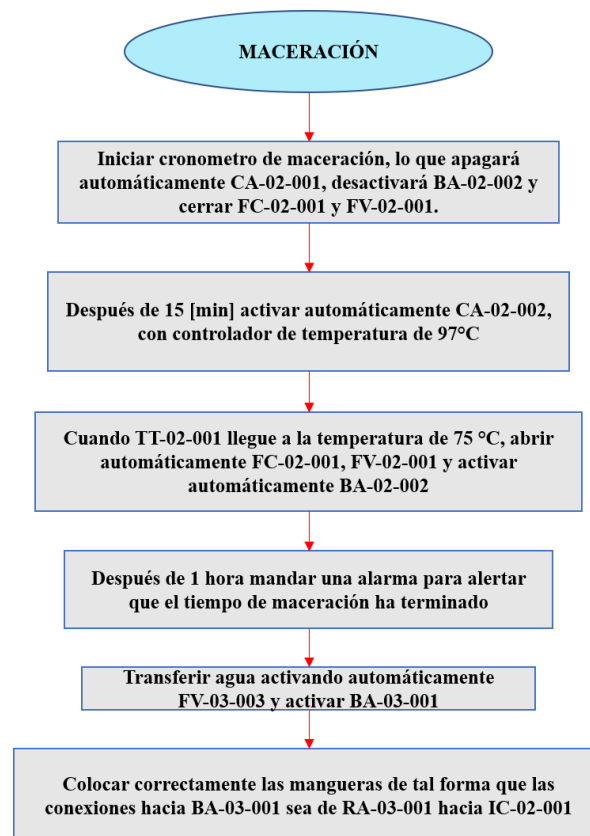 MACERACIÓN
Iniciar cronometro de maceración, lo que apagará
automáticamente CA-02-001, desactivará BA-02-002 y
cerrar FC-02-001 y FV-02-001.
Después de 15 [min] activar automáticamente CA-02-002,
con controlador de temperatura de 97°C
Cuando TT-02-001 llegue a la temperatura de 75 °C, abrir
automáticamente FC-02-001, FV-02-001 y activar
automáticamente BA-02-002
Después de 1 hora mandar una alarma para alertar
que el tiempo de maceración ha terminado
Transferir agua activando automáticamente
FV-03-003 y activar BA-03-001
Colocar correctamente las mangueras de tal forma que las
conexiones hacia BA-03-001 sea de RA-03-001 hacia IC-02-001